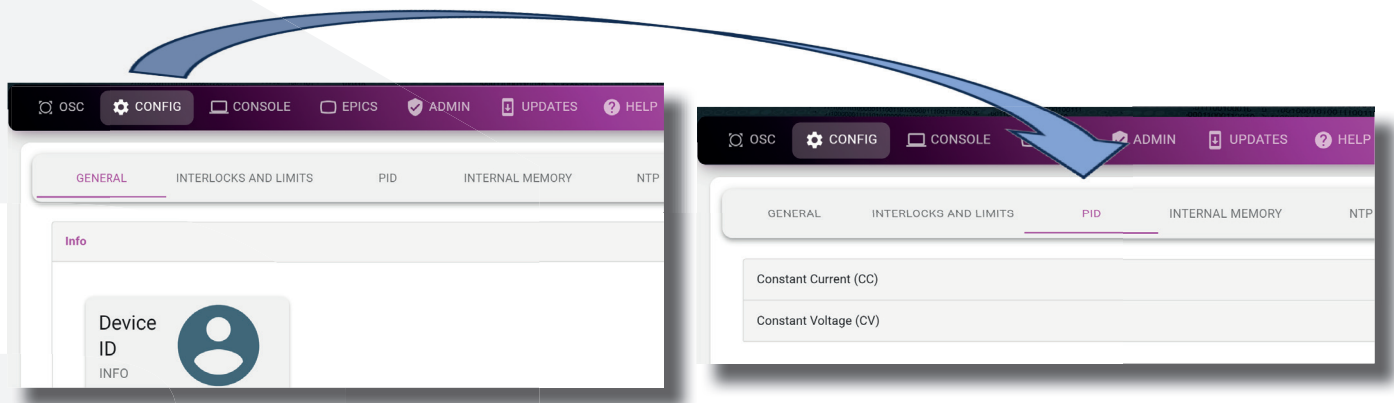 OSC CONFIG CONSOLE EPICS ADMIN UPDATES HELP
GENERAL INTERLOCKS AND LIMITS PID INTERNAL MEMORY NTP
Info
Device
ID
INFO
OSC CONFIG CONSOLE ADMIN UPDATES HELP
GENERAL INTERLOCKS AND LIMITS PID INTERNAL MEMORY NTP
Constant Current (CC)
Constant Voltage (CV)